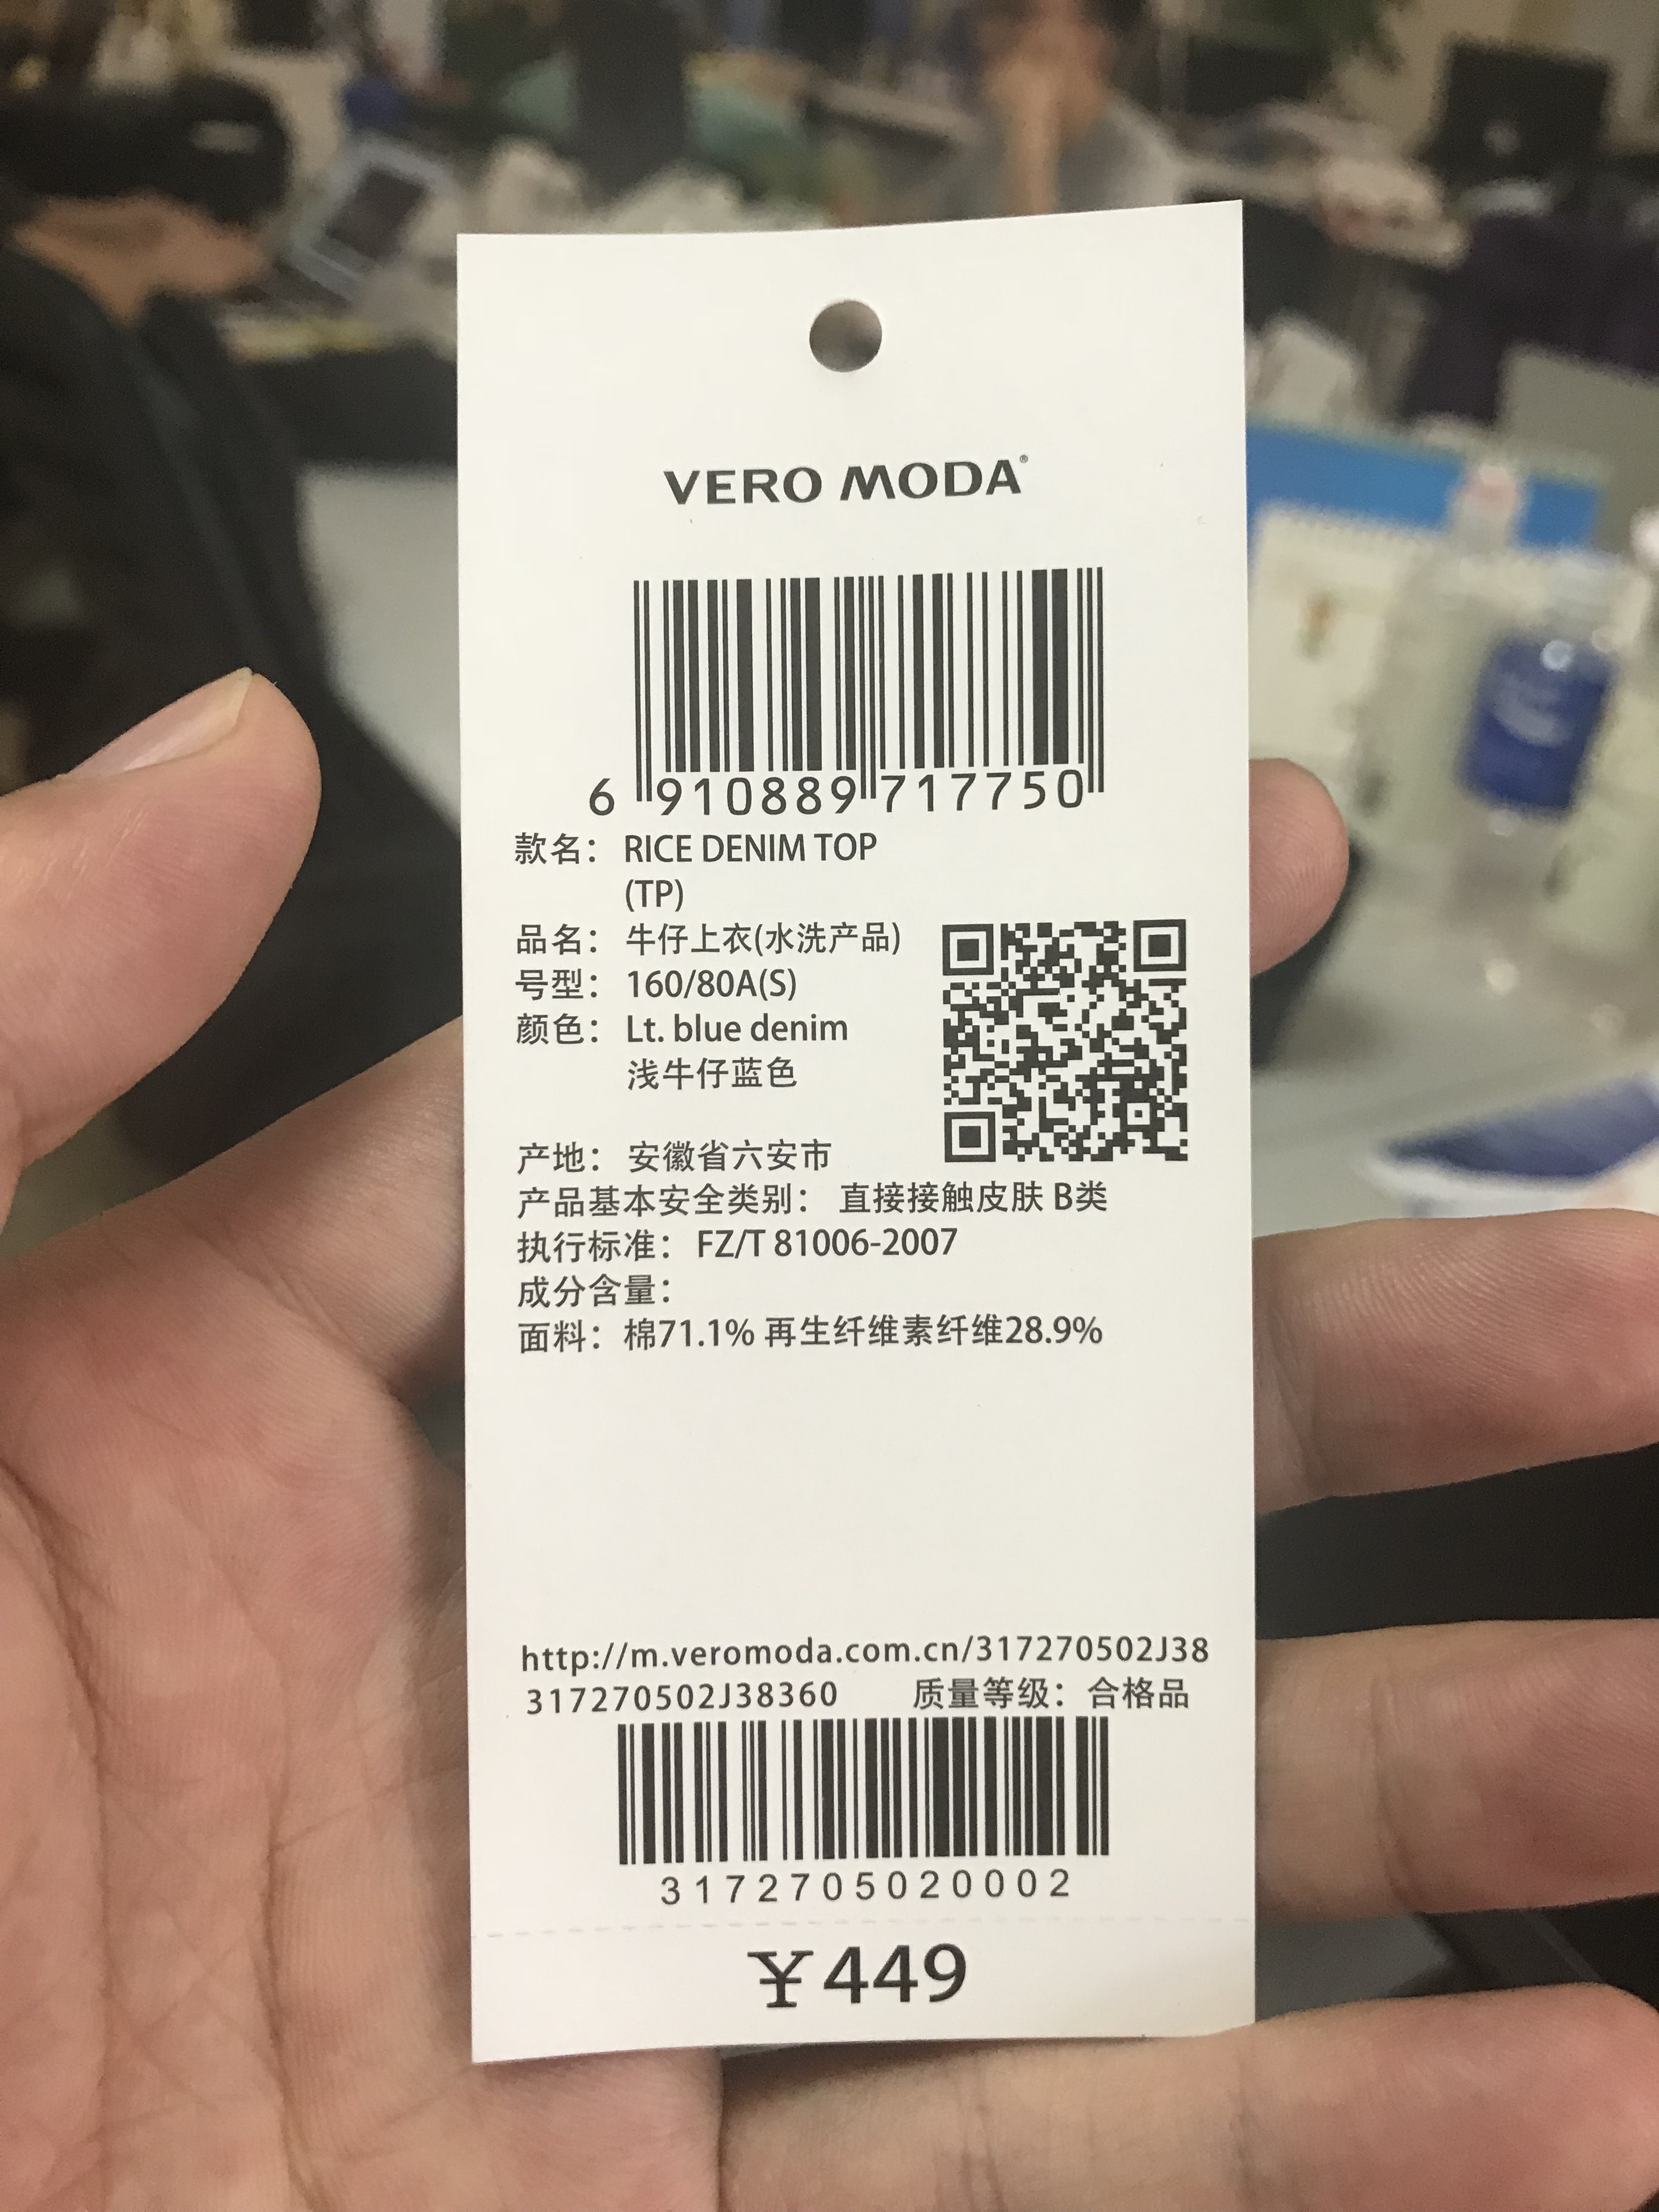 VERO MODA®
6 910889 717750
款名： RICE DENIM TOP
(TP)
品名： 牛仔上衣(水洗产品)
号型： 160/80A(S)
颜色： Lt. blue denim
浅牛仔蓝色
产地： 安徽省六安市
产品基本安全类别： 直接接触皮肤 B类
执行标准： FZ/T 81006-2007
成分含量：
面料： 棉71.1% 再生纤维素纤维28.9%
http://m.veromoda.com.cn/317270502J38
317270502J38360 质量等级：合格品
3172705020002
¥449